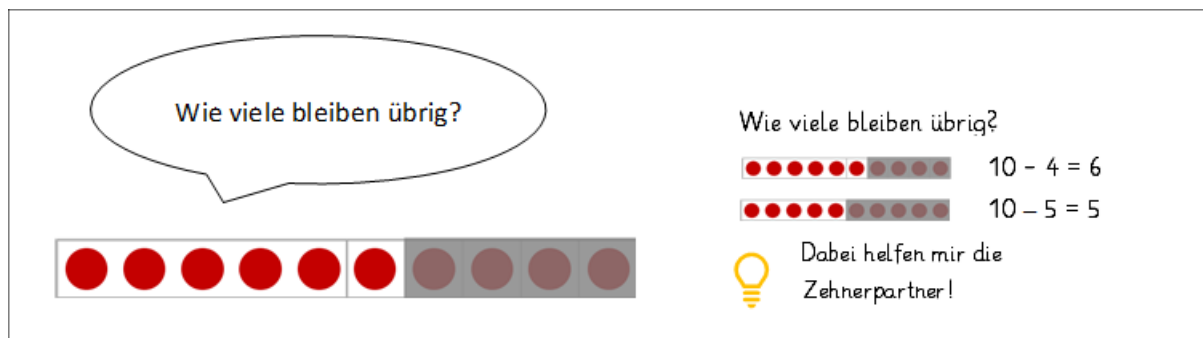 Wie viele bleiben übrig?
Wie viele bleiben übrig?
10 - 4 = 6
10 – 5 = 5
Dabei helfen mir die
Zehnerpartner!